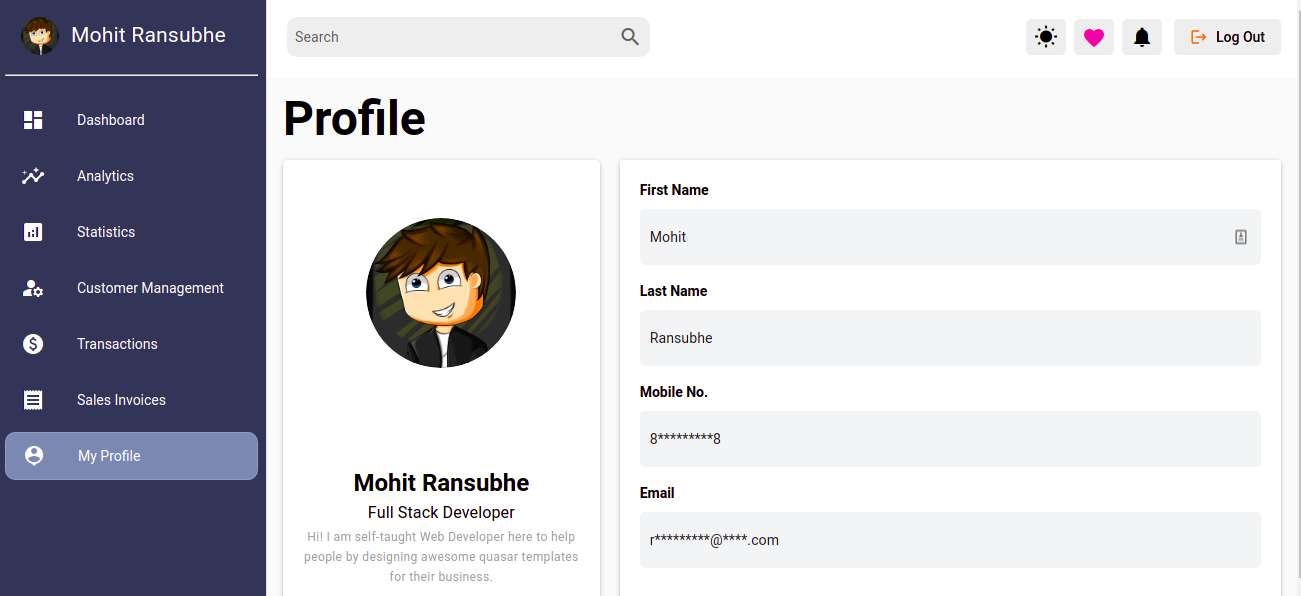 Mohit Ransubhe
Dashboard
Analytics
Statistics
Customer Management
Transactions
Sales Invoices
My Profile
Search
Log Out
Profile
Mohit Ransubhe
Full Stack Developer
Hi! I am self-taught Web Developer here to help
people by designing awesome quasar templates
for their business.
First Name
Mohit
Last Name
Ransubhe
Mobile No.
8*********8
Email
r*********@****.com